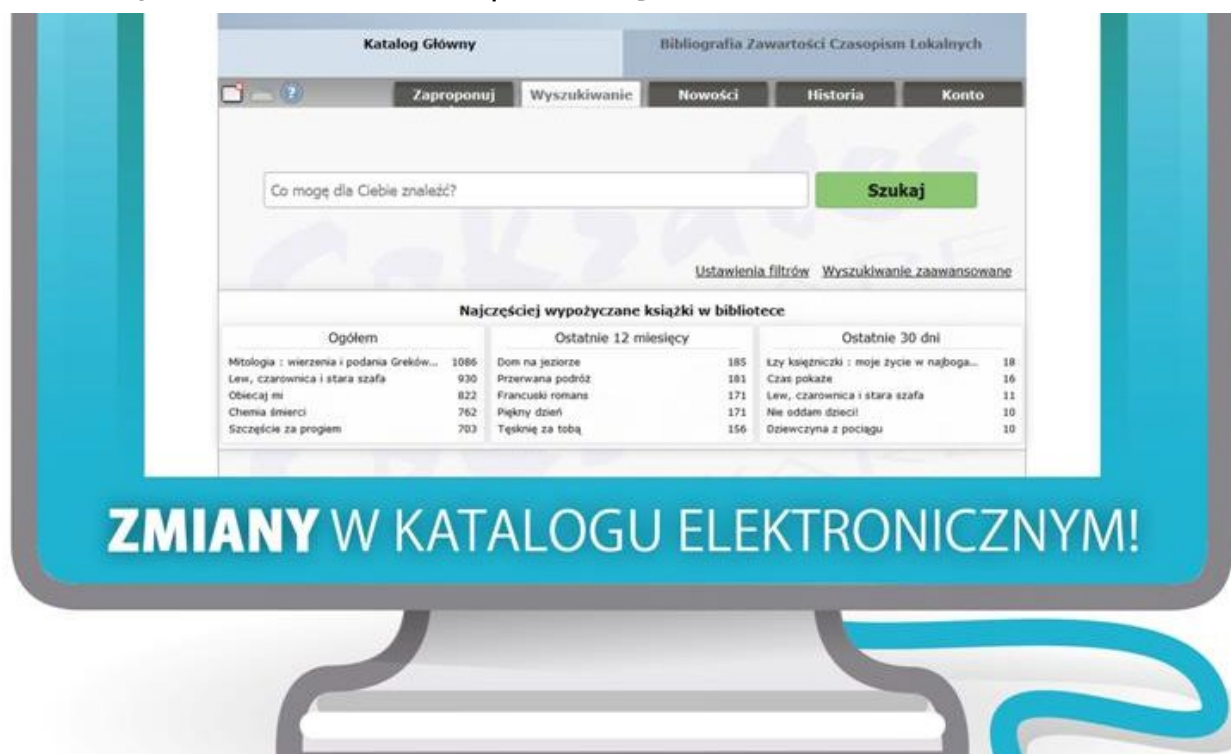 Katalog Główny Bibliografia Zawartości Czasopism Lokalnych
? Zaproponuj Wyszukiwanie Nowości Historia Konto
Co mogę dla Ciebie znaleźć? Szukaj
Ustawienia filtrów Wyszukiwanie zaawansowane
Najczęściej wypożyczane książki w bibliotece
Ogółem Ostatnie 12 miesięcy Ostatnie 30 dni
Mitologia : wierzenia i podania Greków... 1086 Dom na jeziorze 185 Łzy księżniczki : moje życie w najboga... 18
Lew, czarownica i stara szafa 930 Przerwana podróż 181 Czas pokaże 16
Obiecaj mi 822 Francuski romans 171 Lew, czarownica i stara szafa 11
Chemia śmierci 762 Piękny dzień 171 Nie oddam dzieci! 10
Szczęście za progiem 703 Tęsknię za tobą 156 Dziewczyna z pociągu 10
ZMIANY W KATALOGU ELEKTRONICZNYM!